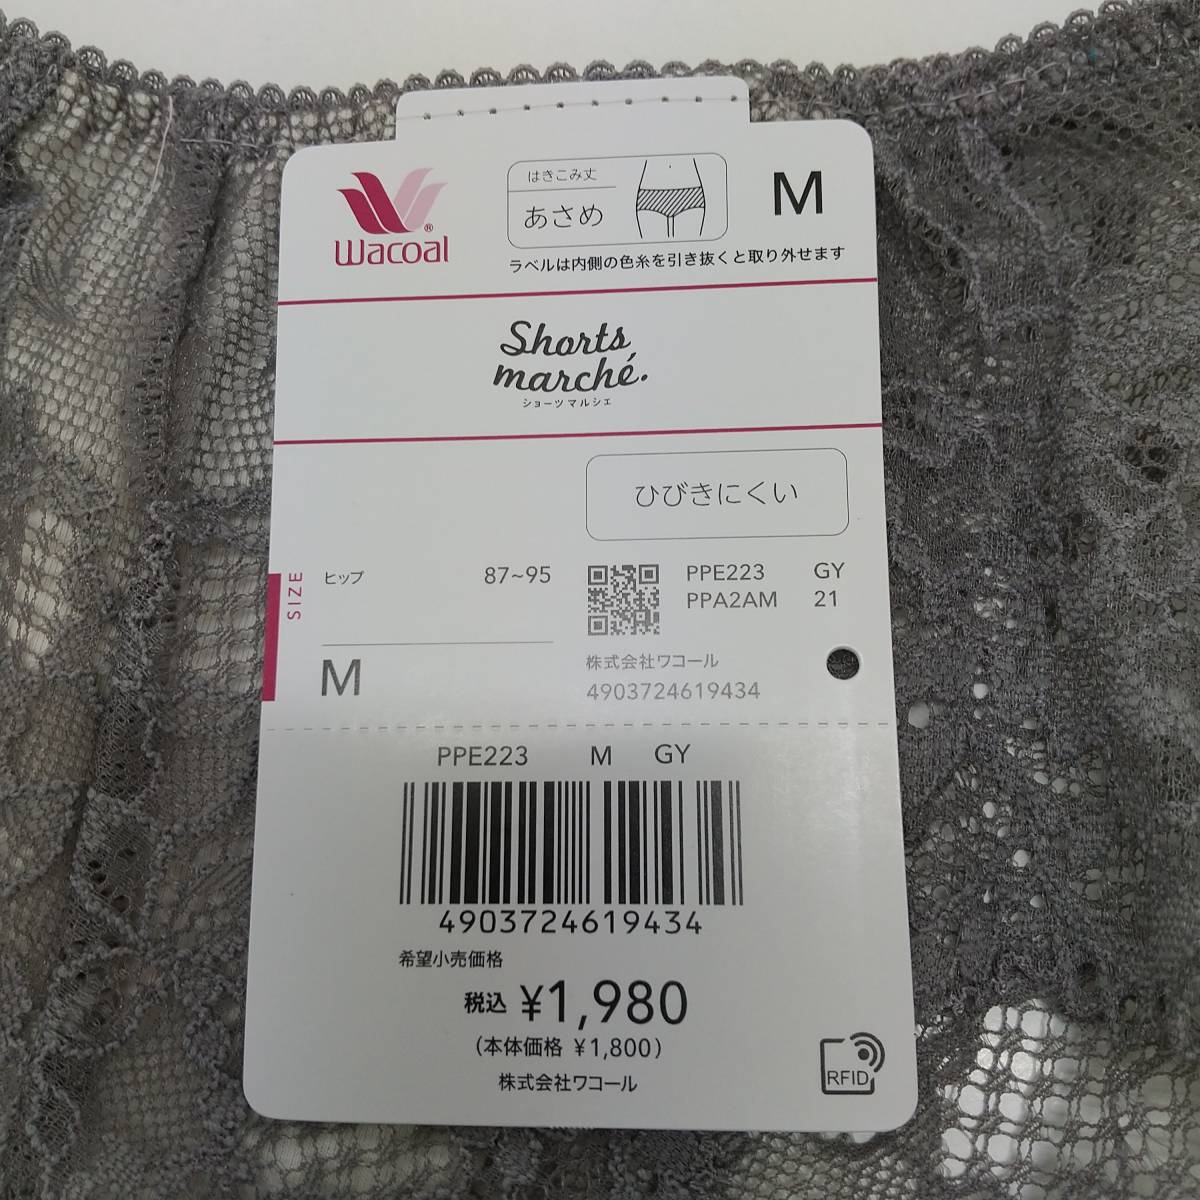 Wacoal®
はきこみ丈
あさめ
M
ラベルは内側の色糸を引き抜くと取り外せます
Shorts
marché.
ショーツ マルシェ
ひびきにくい
SIZE
ヒップ 87~95
M
PPE223 GY
PPA2AM 21
株式会社ワコール
4903724619434
PPE223 M GY
4903724619434
希望小売価格
税込 ¥1,980
(本体価格 ¥1,800)
株式会社ワコール
RFID